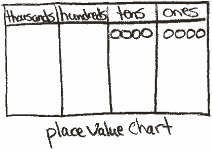 thousands hundreds tens ones
place value chart